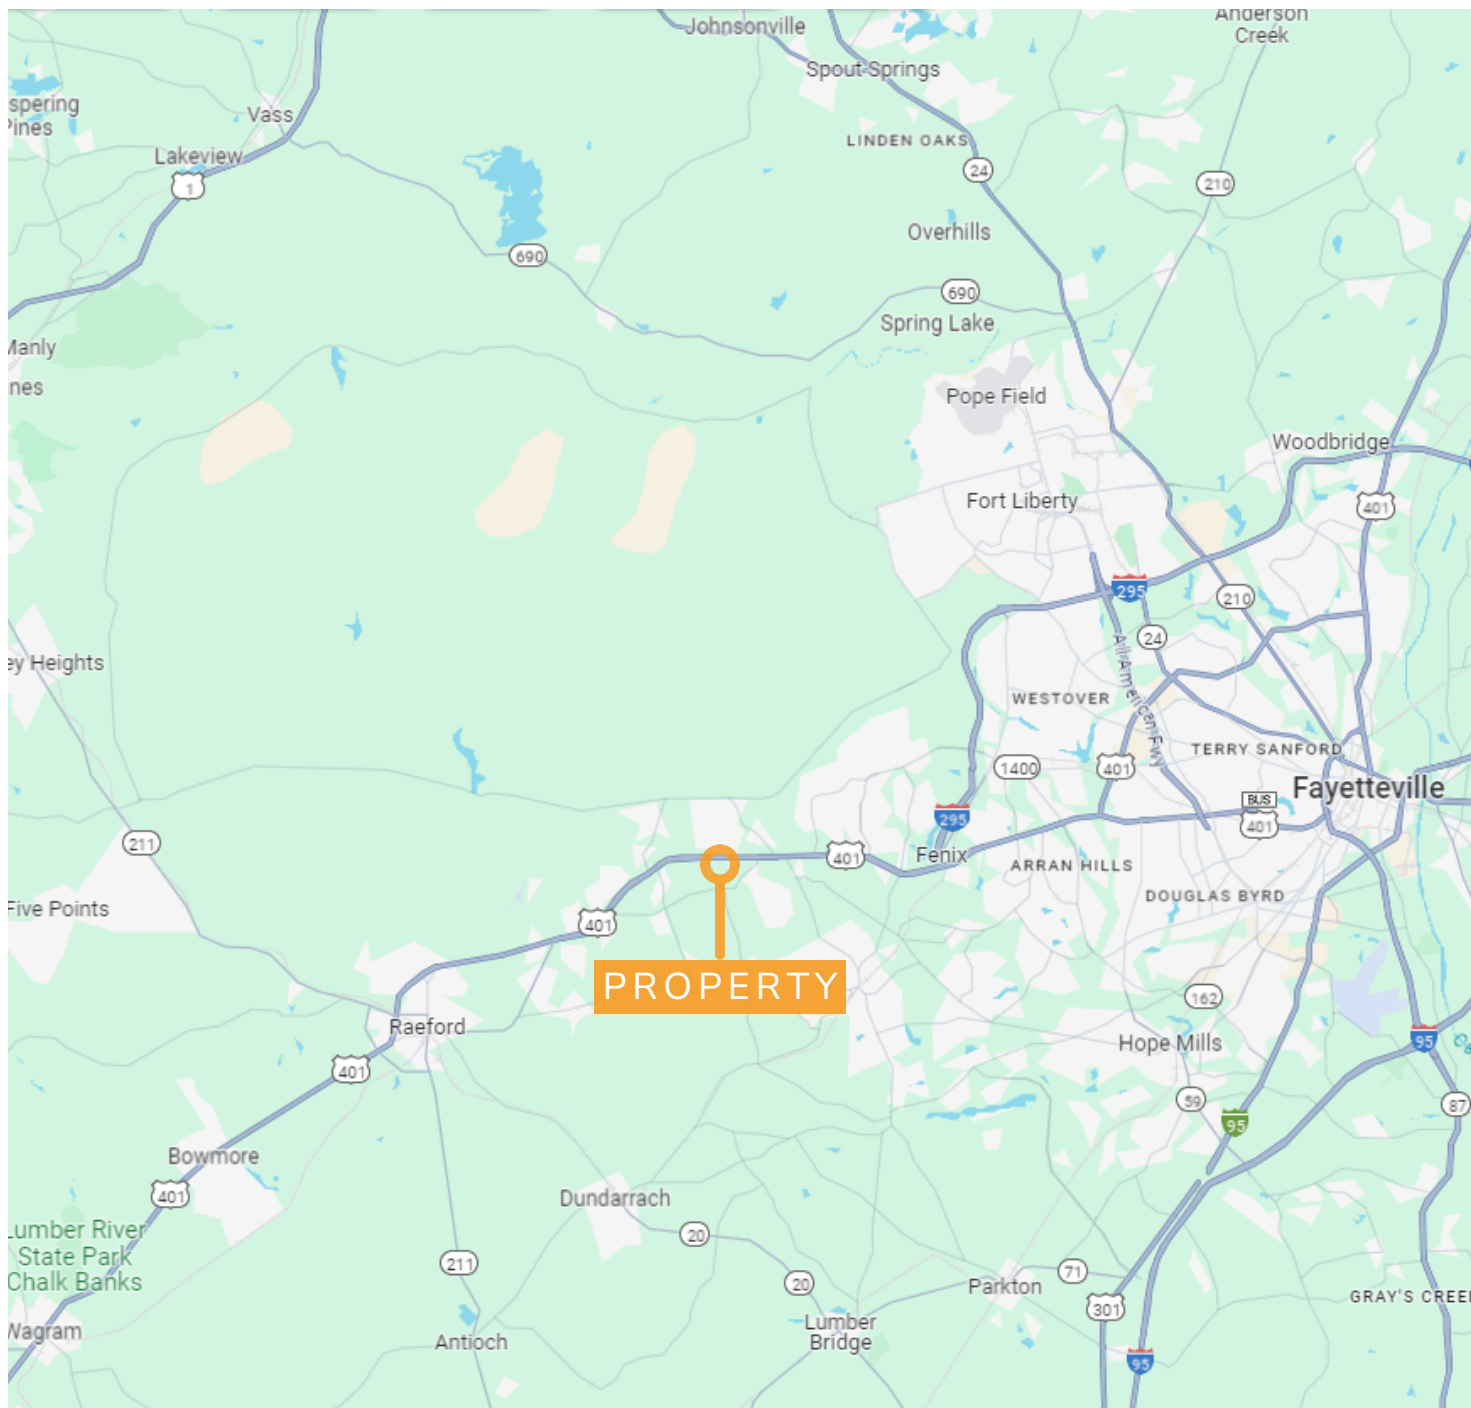 Johnsonville
Anderson
Creek
Spout Springs
spering
Pines
Vass
LINDEN OAKS
Lakeview
24
1
210
Overhills
690
690
Spring Lake
Manly
nes
Pope Field
Woodbridge
Fort Liberty
401
295
210
24
All American Fwy
ey Heights
WESTOVER
TERRY SANFORD
1400
401
Fayetteville
BUS
401
295
211
401
Fenix
ARRAN HILLS
DOUGLAS BYRD
Five Points
401
PROPERTY
162
Raeford
Hope Mills
95
401
59
87
95
Bowmore
401
Dundarrach
Lumber River
State Park
Chalk Banks
20
211
71
20
Parkton
GRAY'S CREE
301
Wagram
Antioch
Lumber
Bridge
95